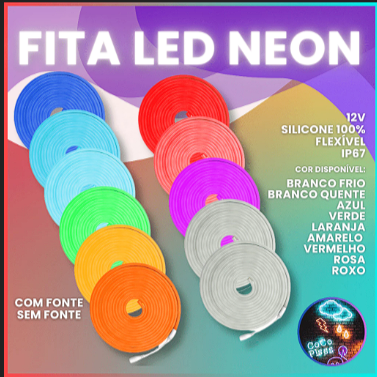 FITA LED NEON
12V
SILICONE 100%
FLEXÍVEL
IP67
COR DISPONÍVEL:
BRANCO FRIO
BRANCO QUENTE
AZUL
VERDE
LARANJA
AMARELO
VERMELHO
ROSA
ROXO
COM FONTE
SEM FONTE